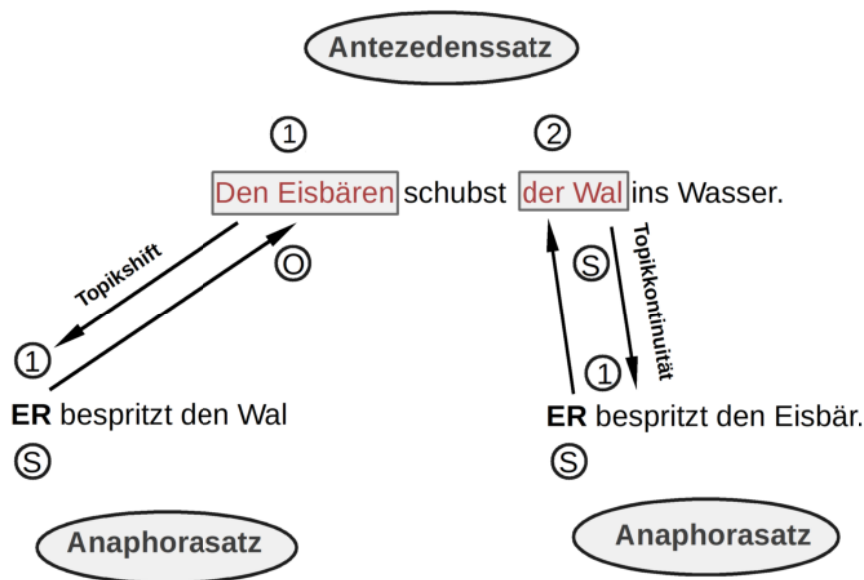 Antezedenssatz
1 2
Den Eisbären schubst der Wal ins Wasser.
Topikshift O S Topikkontinuität
1 1
ER bespritzt den Wal ER bespritzt den Eisbär.
S S
Anaphorasatz Anaphorasatz